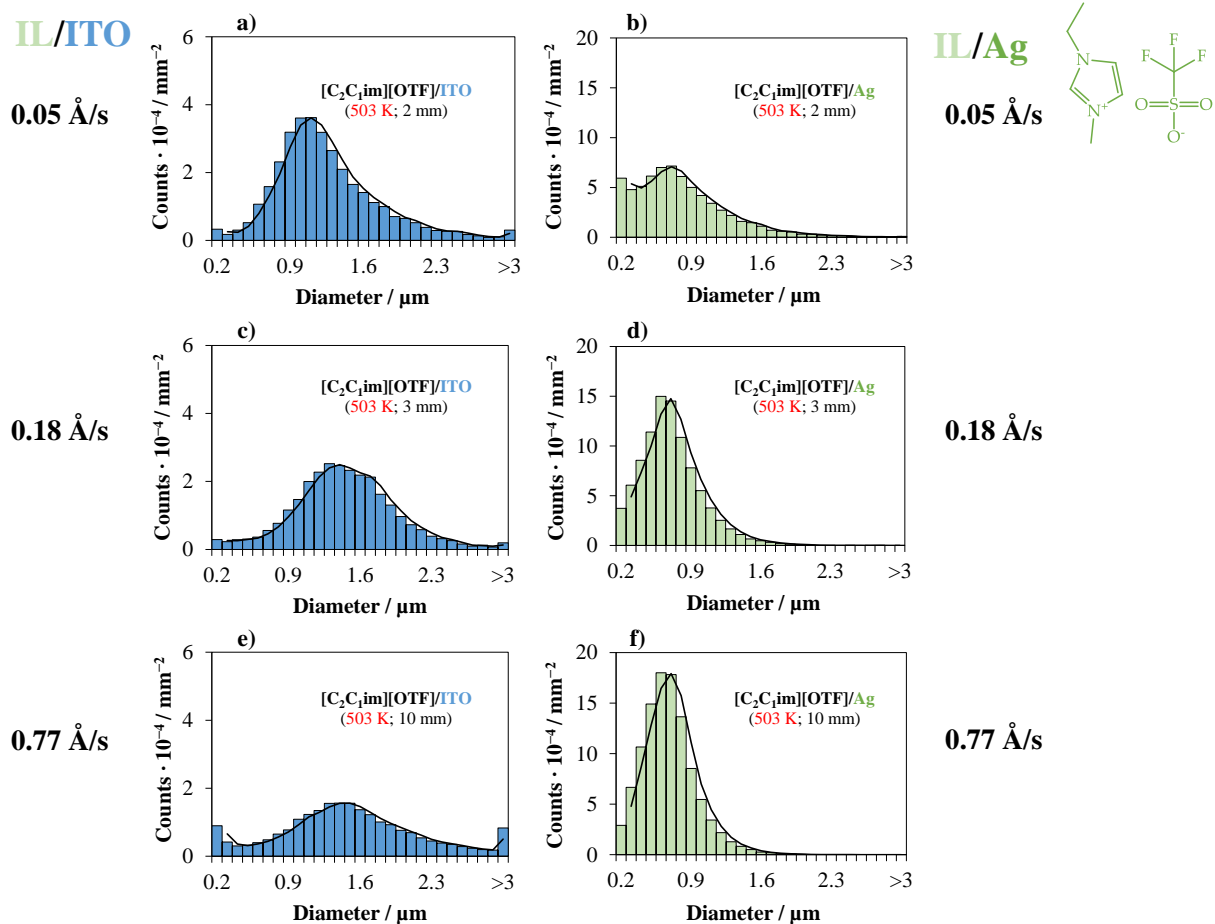 IL/ITO
IL/Ag
0.05 Å/s
0.05 Å/s
a)
[C₂C₁im][OTF]/ITO
(503 K; 2 mm)
Counts · 10⁻⁴ / mm⁻²
6
4
2
0
0.2 0.9 1.6 2.3 >3
Diameter / µm
b)
[C₂C₁im][OTF]/Ag
(503 K; 2 mm)
Counts · 10⁻⁴ / mm⁻²
20
15
10
5
0
0.2 0.9 1.6 2.3 >3
Diameter / µm
N
N⁺
F
F
F
O
S
O
O⁻
0.18 Å/s
0.18 Å/s
c)
[C₂C₁im][OTF]/ITO
(503 K; 3 mm)
Counts · 10⁻⁴ / mm⁻²
6
4
2
0
0.2 0.9 1.6 2.3 >3
Diameter / µm
d)
[C₂C₁im][OTF]/Ag
(503 K; 3 mm)
Counts · 10⁻⁴ / mm⁻²
20
15
10
5
0
0.2 0.9 1.6 2.3 >3
Diameter / µm
0.77 Å/s
0.77 Å/s
e)
[C₂C₁im][OTF]/ITO
(503 K; 10 mm)
Counts · 10⁻⁴ / mm⁻²
6
4
2
0
0.2 0.9 1.6 2.3 >3
Diameter / µm
f)
[C₂C₁im][OTF]/Ag
(503 K; 10 mm)
Counts · 10⁻⁴ / mm⁻²
20
15
10
5
0
0.2 0.9 1.6 2.3 >3
Diameter / µm